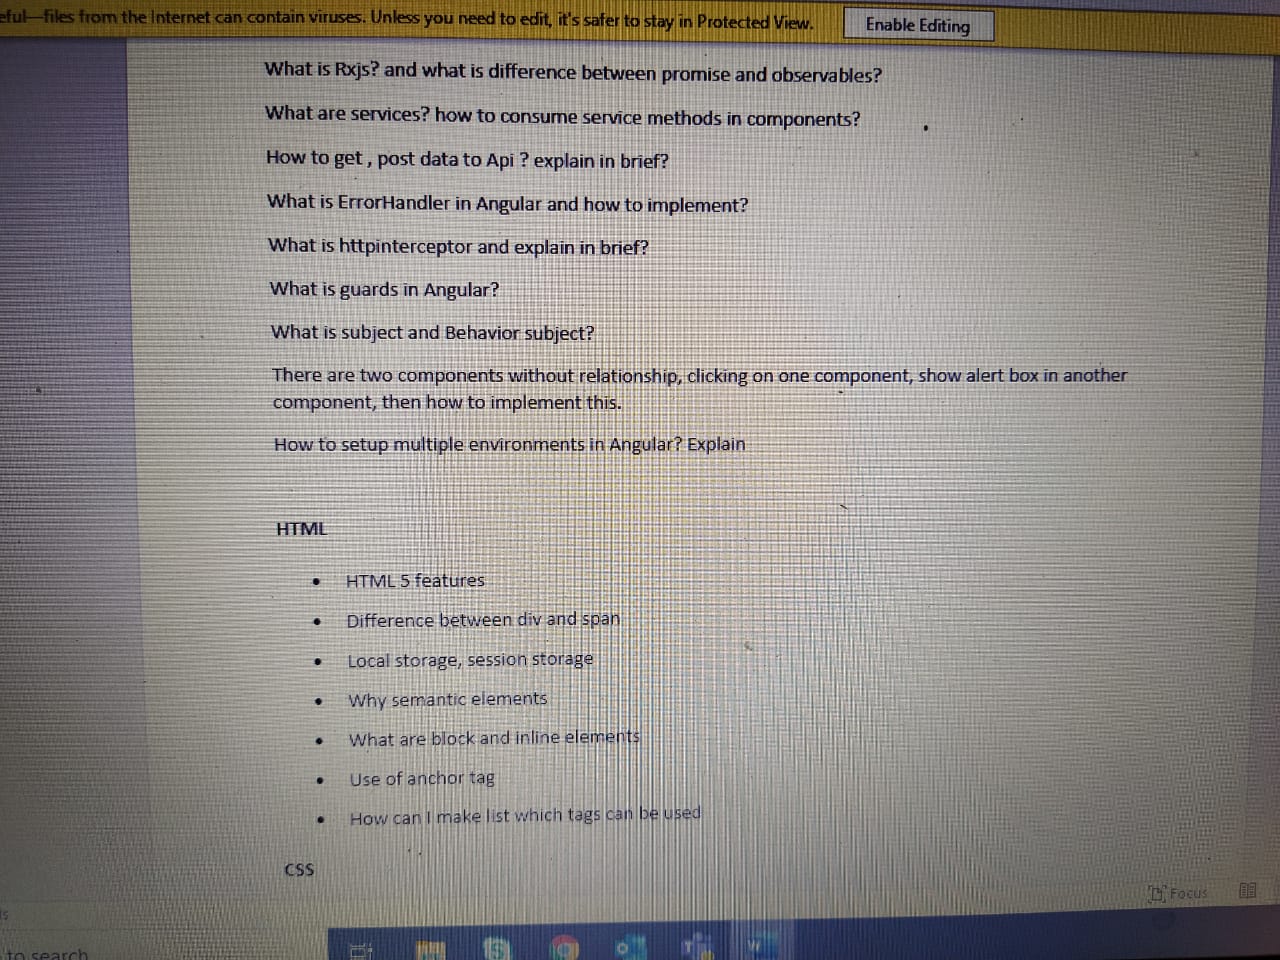 eful—files from the Internet can contain viruses. Unless you need to edit, it's safer to stay in Protected View. Enable Editing
What is Rxjs? and what is difference between promise and observables?
What are services? how to consume service methods in components?
How to get , post data to Api ? explain in brief?
What is ErrorHandler in Angular and how to implement?
What is httpinterceptor and explain in brief?
What is guards in Angular?
What is subject and Behavior subject?
There are two components without relationship, clicking on one component, show alert box in another
component, then how to implement this.
How to setup multiple environments in Angular? Explain
HTML
• HTML 5 features
• Difference between div and span
• Local storage, session storage
• Why semantic elements
• What are block and inline elements
• Use of anchor tag
• How can I make list which tags can be used
CSS
Focus
to search